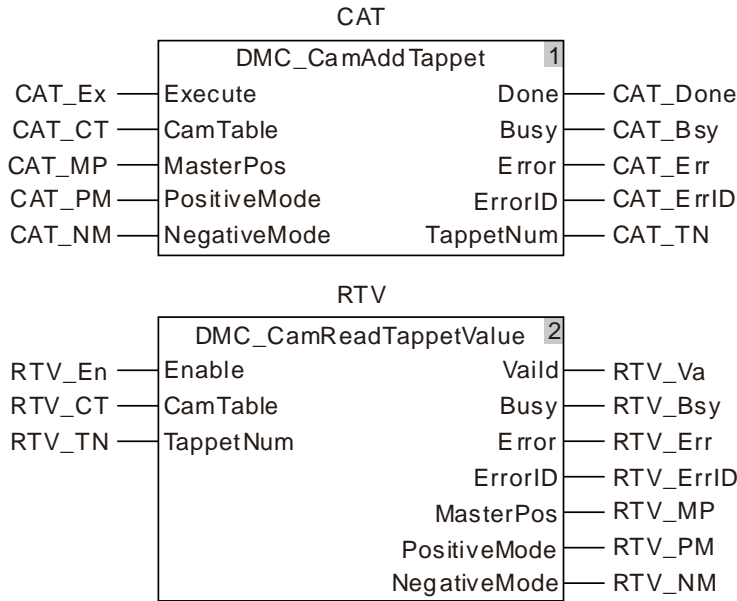 CAT
DMC_CamAddTappet 1
CAT_Ex Execute Done CAT_Done
CAT_CT CamTable Busy CAT_Bsy
CAT_MP MasterPos Error CAT_Err
CAT_PM PositiveMode ErrorID CAT_ErrID
CAT_NM NegativeMode TappetNum CAT_TN
RTV
DMC_CamReadTappetValue 2
RTV_En Enable Vaild RTV_Va
RTV_CT CamTable Busy RTV_Bsy
RTV_TN TappetNum Error RTV_Err
ErrorID RTV_ErrID
MasterPos RTV_MP
PositiveMode RTV_PM
NegativeMode RTV_NM